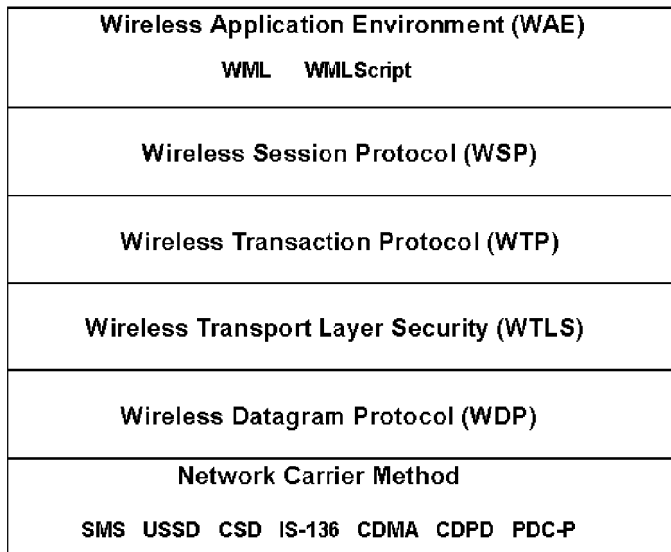 Wireless Application Environment (WAE)
WML WMLScript
Wireless Session Protocol (WSP)
Wireless Transaction Protocol (WTP)
Wireless Transport Layer Security (WTLS)
Wireless Datagram Protocol (WDP)
Network Carrier Method
SMS USSD CSD IS-136 CDMA CDPD PDC-P